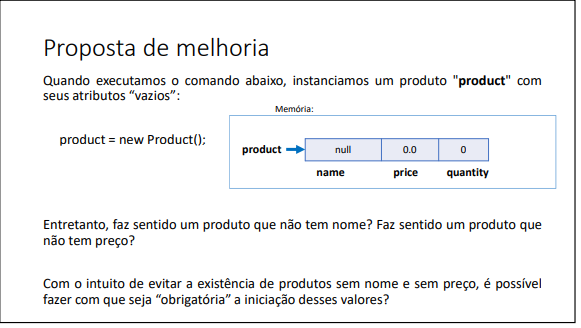 Proposta de melhoria
Quando executamos o comando abaixo, instanciamos um produto "product" com
seus atributos “vazios”:
Memória:
product = new Product();
product
null 0.0 0
name price quantity
Entretanto, faz sentido um produto que não tem nome? Faz sentido um produto que
não tem preço?
Com o intuito de evitar a existência de produtos sem nome e sem preço, é possível
fazer com que seja “obrigatória” a iniciação desses valores?